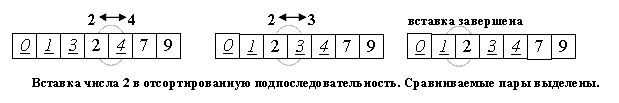 2 ↔ 4 2 ↔ 3 вставка завершена
0 1 3 2 4 7 9 0 1 2 3 4 7 9 0 1 2 3 4 7 9
Вставка числа 2 в отсортированную подпоследовательность. Сравниваемые пары выделены.